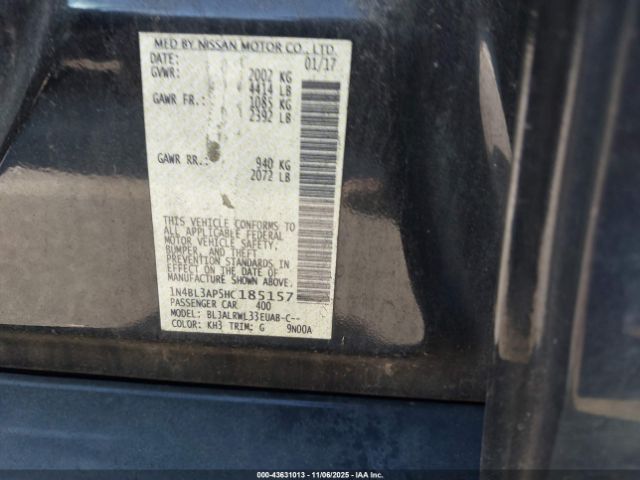 MFD BY NISSAN MOTOR CO., LTD.
DATE: 01/17
GVWR: 2002 KG
4414 LB
GAWR FR.: 1085 KG
2392 LB
GAWR RR.: 940 KG
2072 LB
THIS VEHICLE CONFORMS TO
ALL APPLICABLE FEDERAL
MOTOR VEHICLE SAFETY,
BUMPER, AND THEFT
PREVENTION STANDARDS IN
EFFECT ON THE DATE OF
MANUFACTURE SHOWN ABOVE.
1N4BL3AP5HC185157
PASSENGER CAR 400
MODEL: BL3ALRWL33EUAB-C--
COLOR: KH3 TRIM: G 9N00A
000-43631013 - 11/06/2025 - IAAI.COM